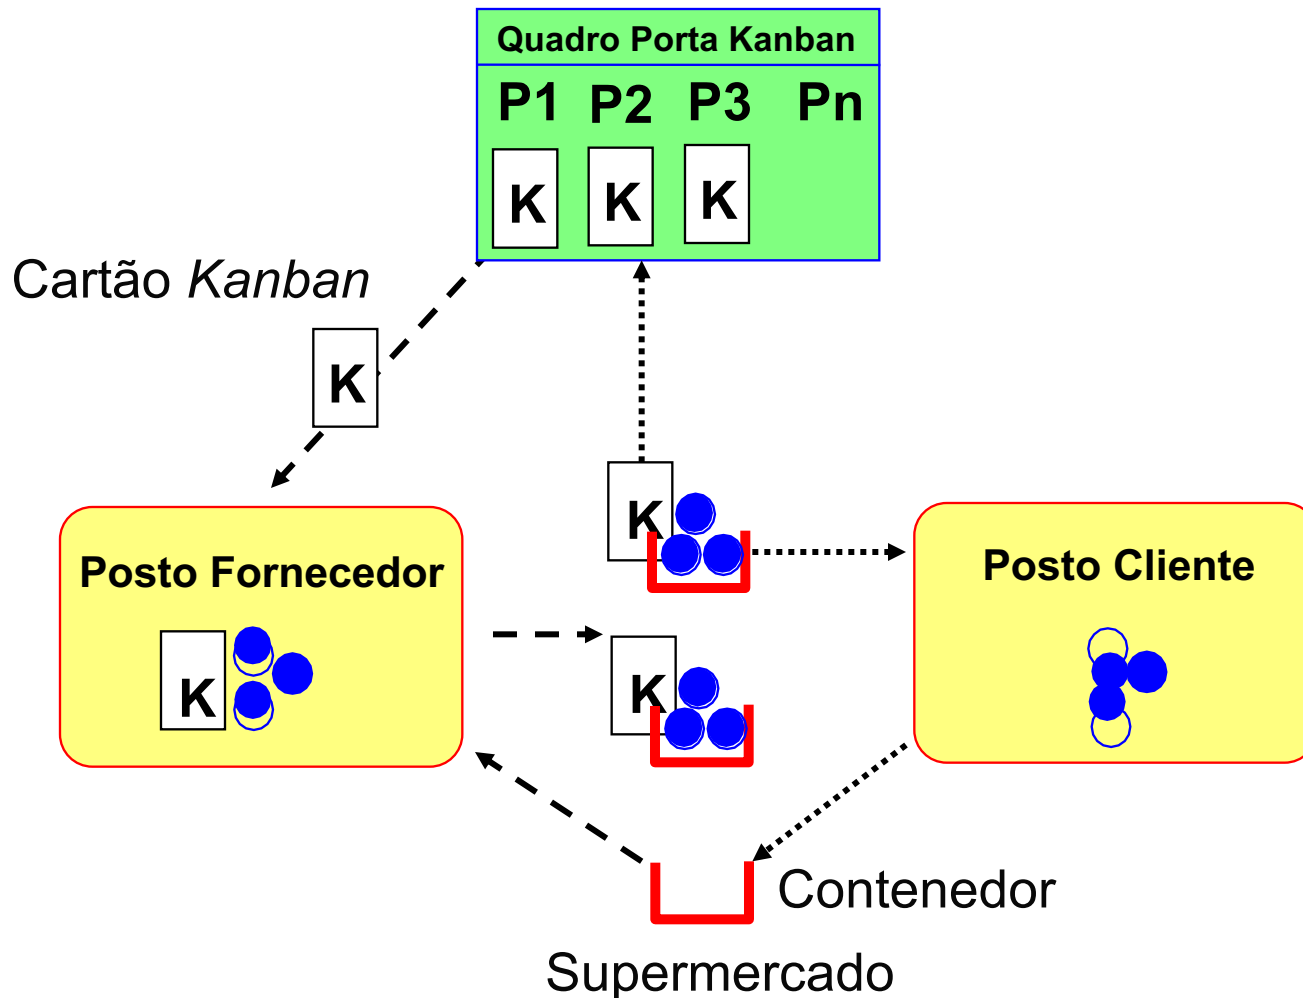 Quadro Porta Kanban
P1 P2 P3 Pn
K K K
Cartão Kanban
K
K
Posto Fornecedor
Posto Cliente
K
K
Contenedor
Supermercado